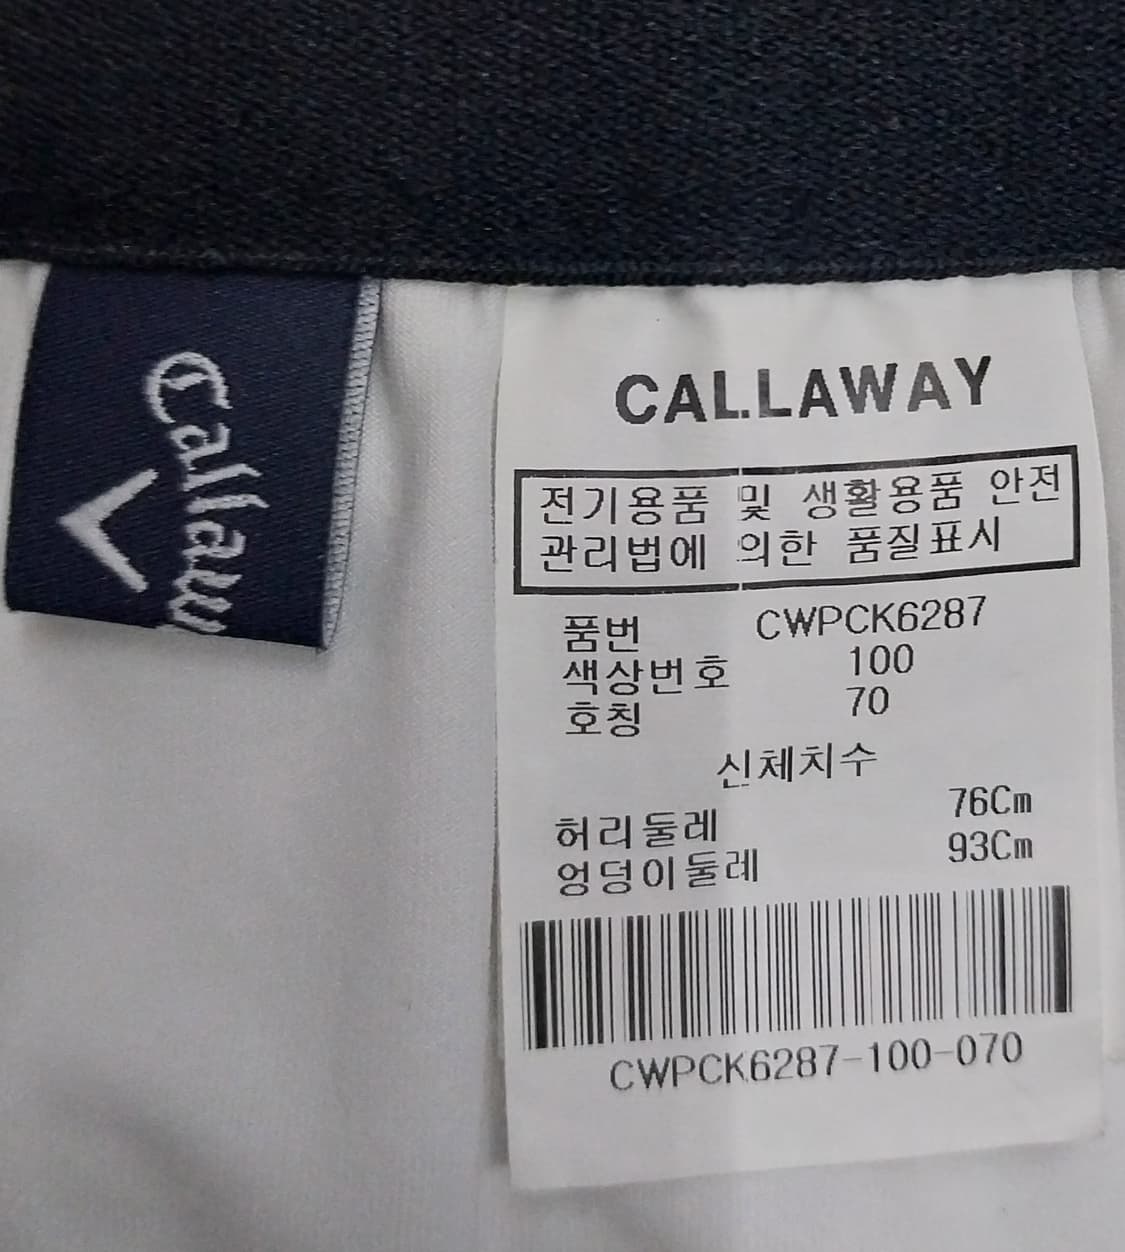 Callaway
CALLAWAY
전기용품 및 생활용품 안전
관리법에 의한 품질표시
품번 CWPCK6287
색상번호 100
호칭 70
신체치수
허리둘레 76Cm
엉덩이둘레 93Cm
CWPCK6287-100-070